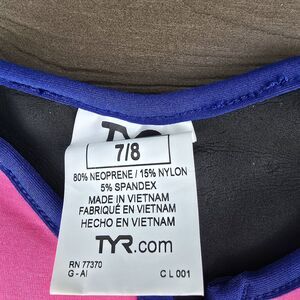 TYR
7/8
80% NEOPRENE / 15% NYLON
5% SPANDEX
MADE IN VIETNAM
FABRIQUÉ EN VIETNAM
HECHO EN VIETNAM
TYR.com
RN 77370
G - AI C L 001